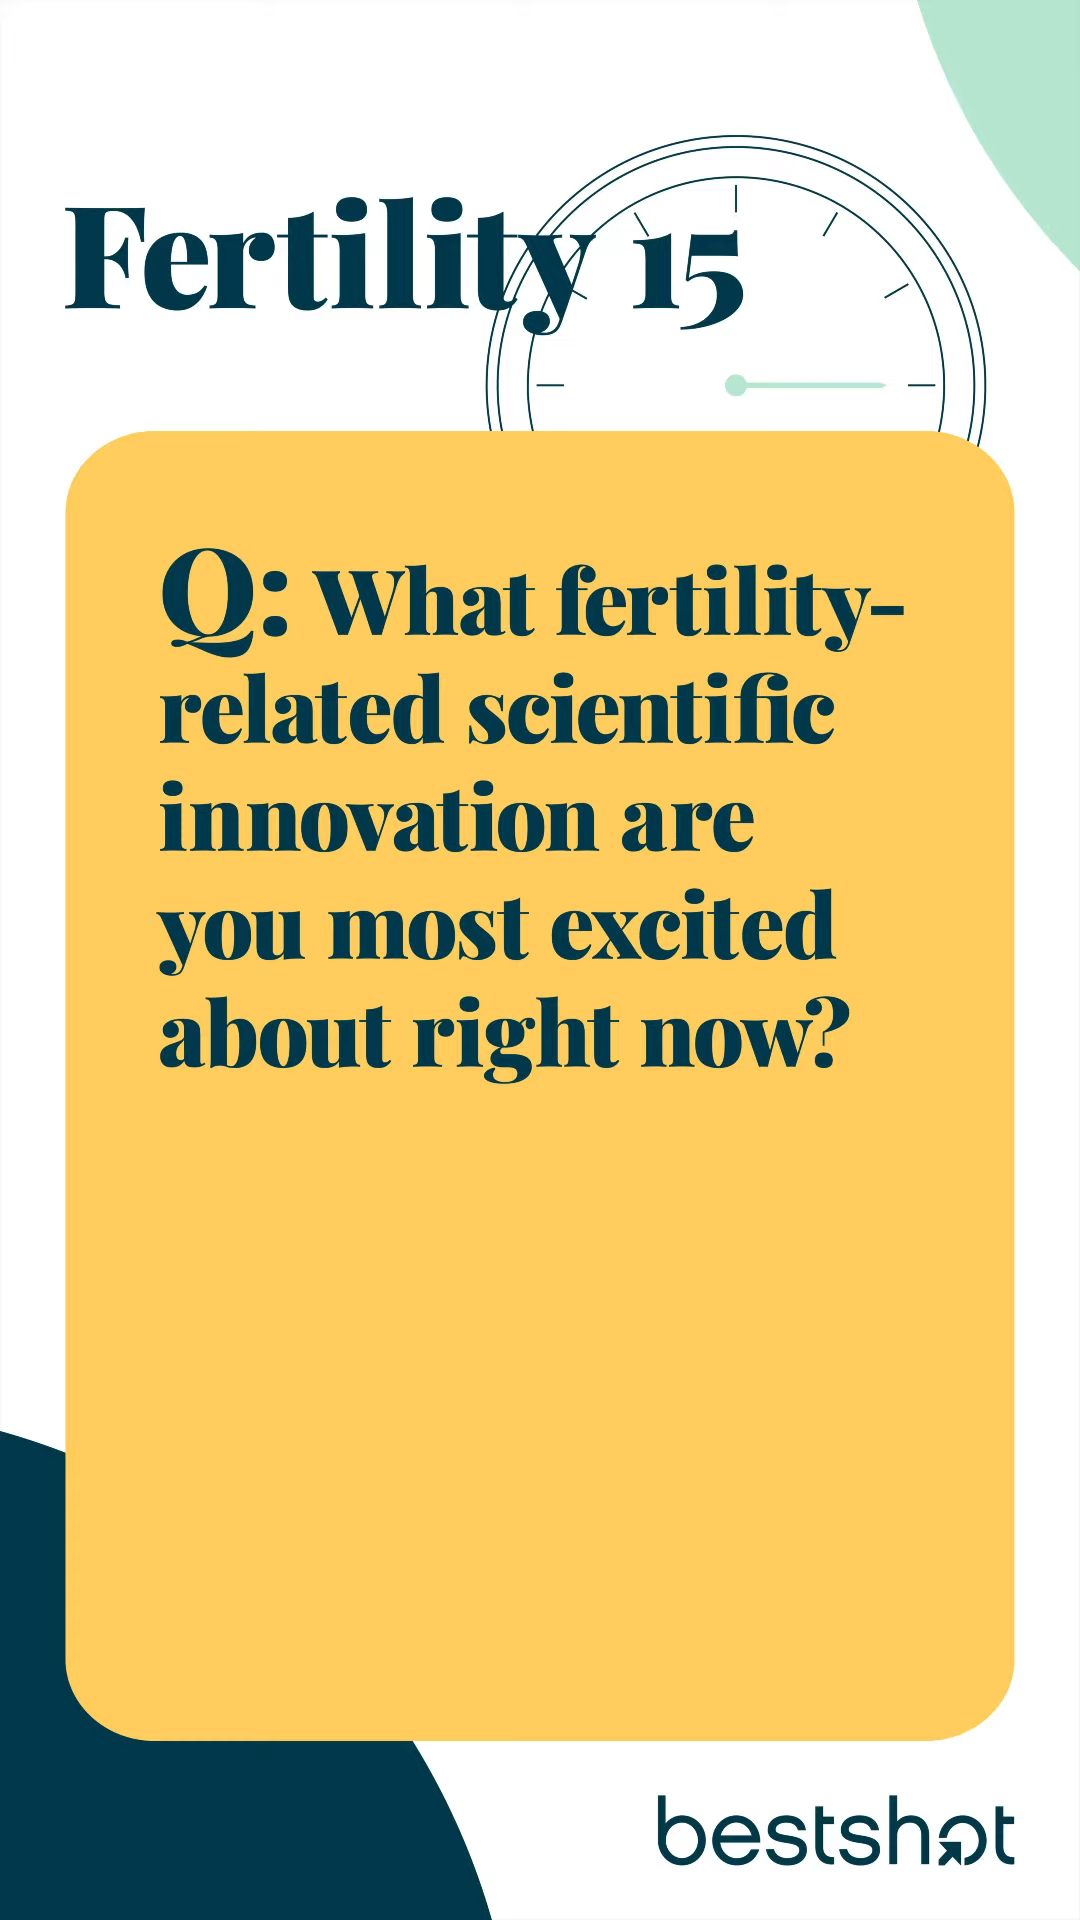 Fertility 15
Q: What fertility-
related scientific
innovation are
you most excited
about right now?
bestshot